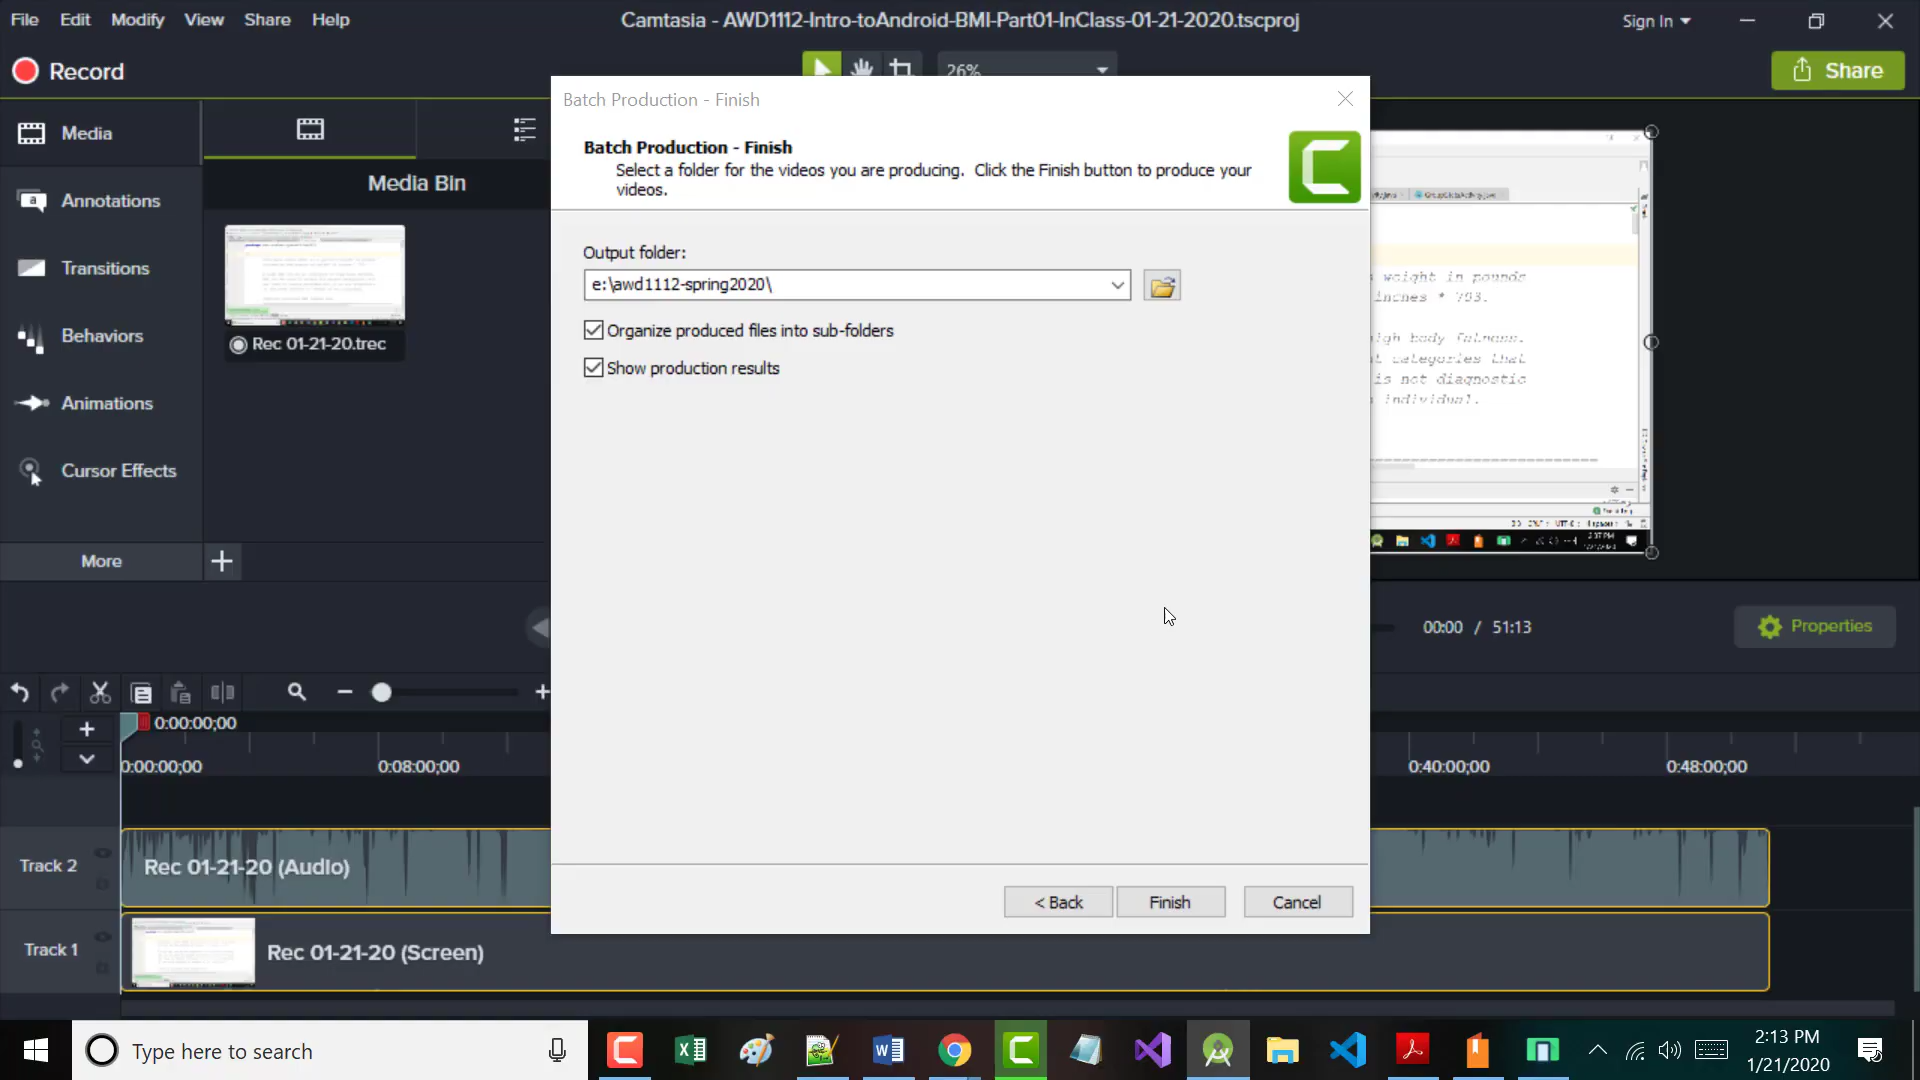 File Edit Modify View Share Help
Camtasia - AWD1112-Intro-toAndroid-BMI-Part01-InClass-01-21-2020.tscproj
Sign In
Record
26%
Share
Media
Annotations
Transitions
Behaviors
Animations
Cursor Effects
More
Media Bin
Rec 01-21-20.trec
Batch Production - Finish
Batch Production - Finish
Select a folder for the videos you are producing. Click the Finish button to produce your
videos.
Output folder:
e:\awd1112-spring2020\
Organize produced files into sub-folders
Show production results
< Back Finish Cancel
weight in pounds
inches * 703.
igh body fatness.
t categories that
is not diagnostic
individual.
00:00 / 51:13
Properties
0:00:00;00
0:00:00;00 0:08:00;00 0:40:00;00 0:48:00;00
Track 2
Rec 01-21-20 (Audio)
Track 1
Rec 01-21-20 (Screen)
Type here to search
2:13 PM
1/21/2020